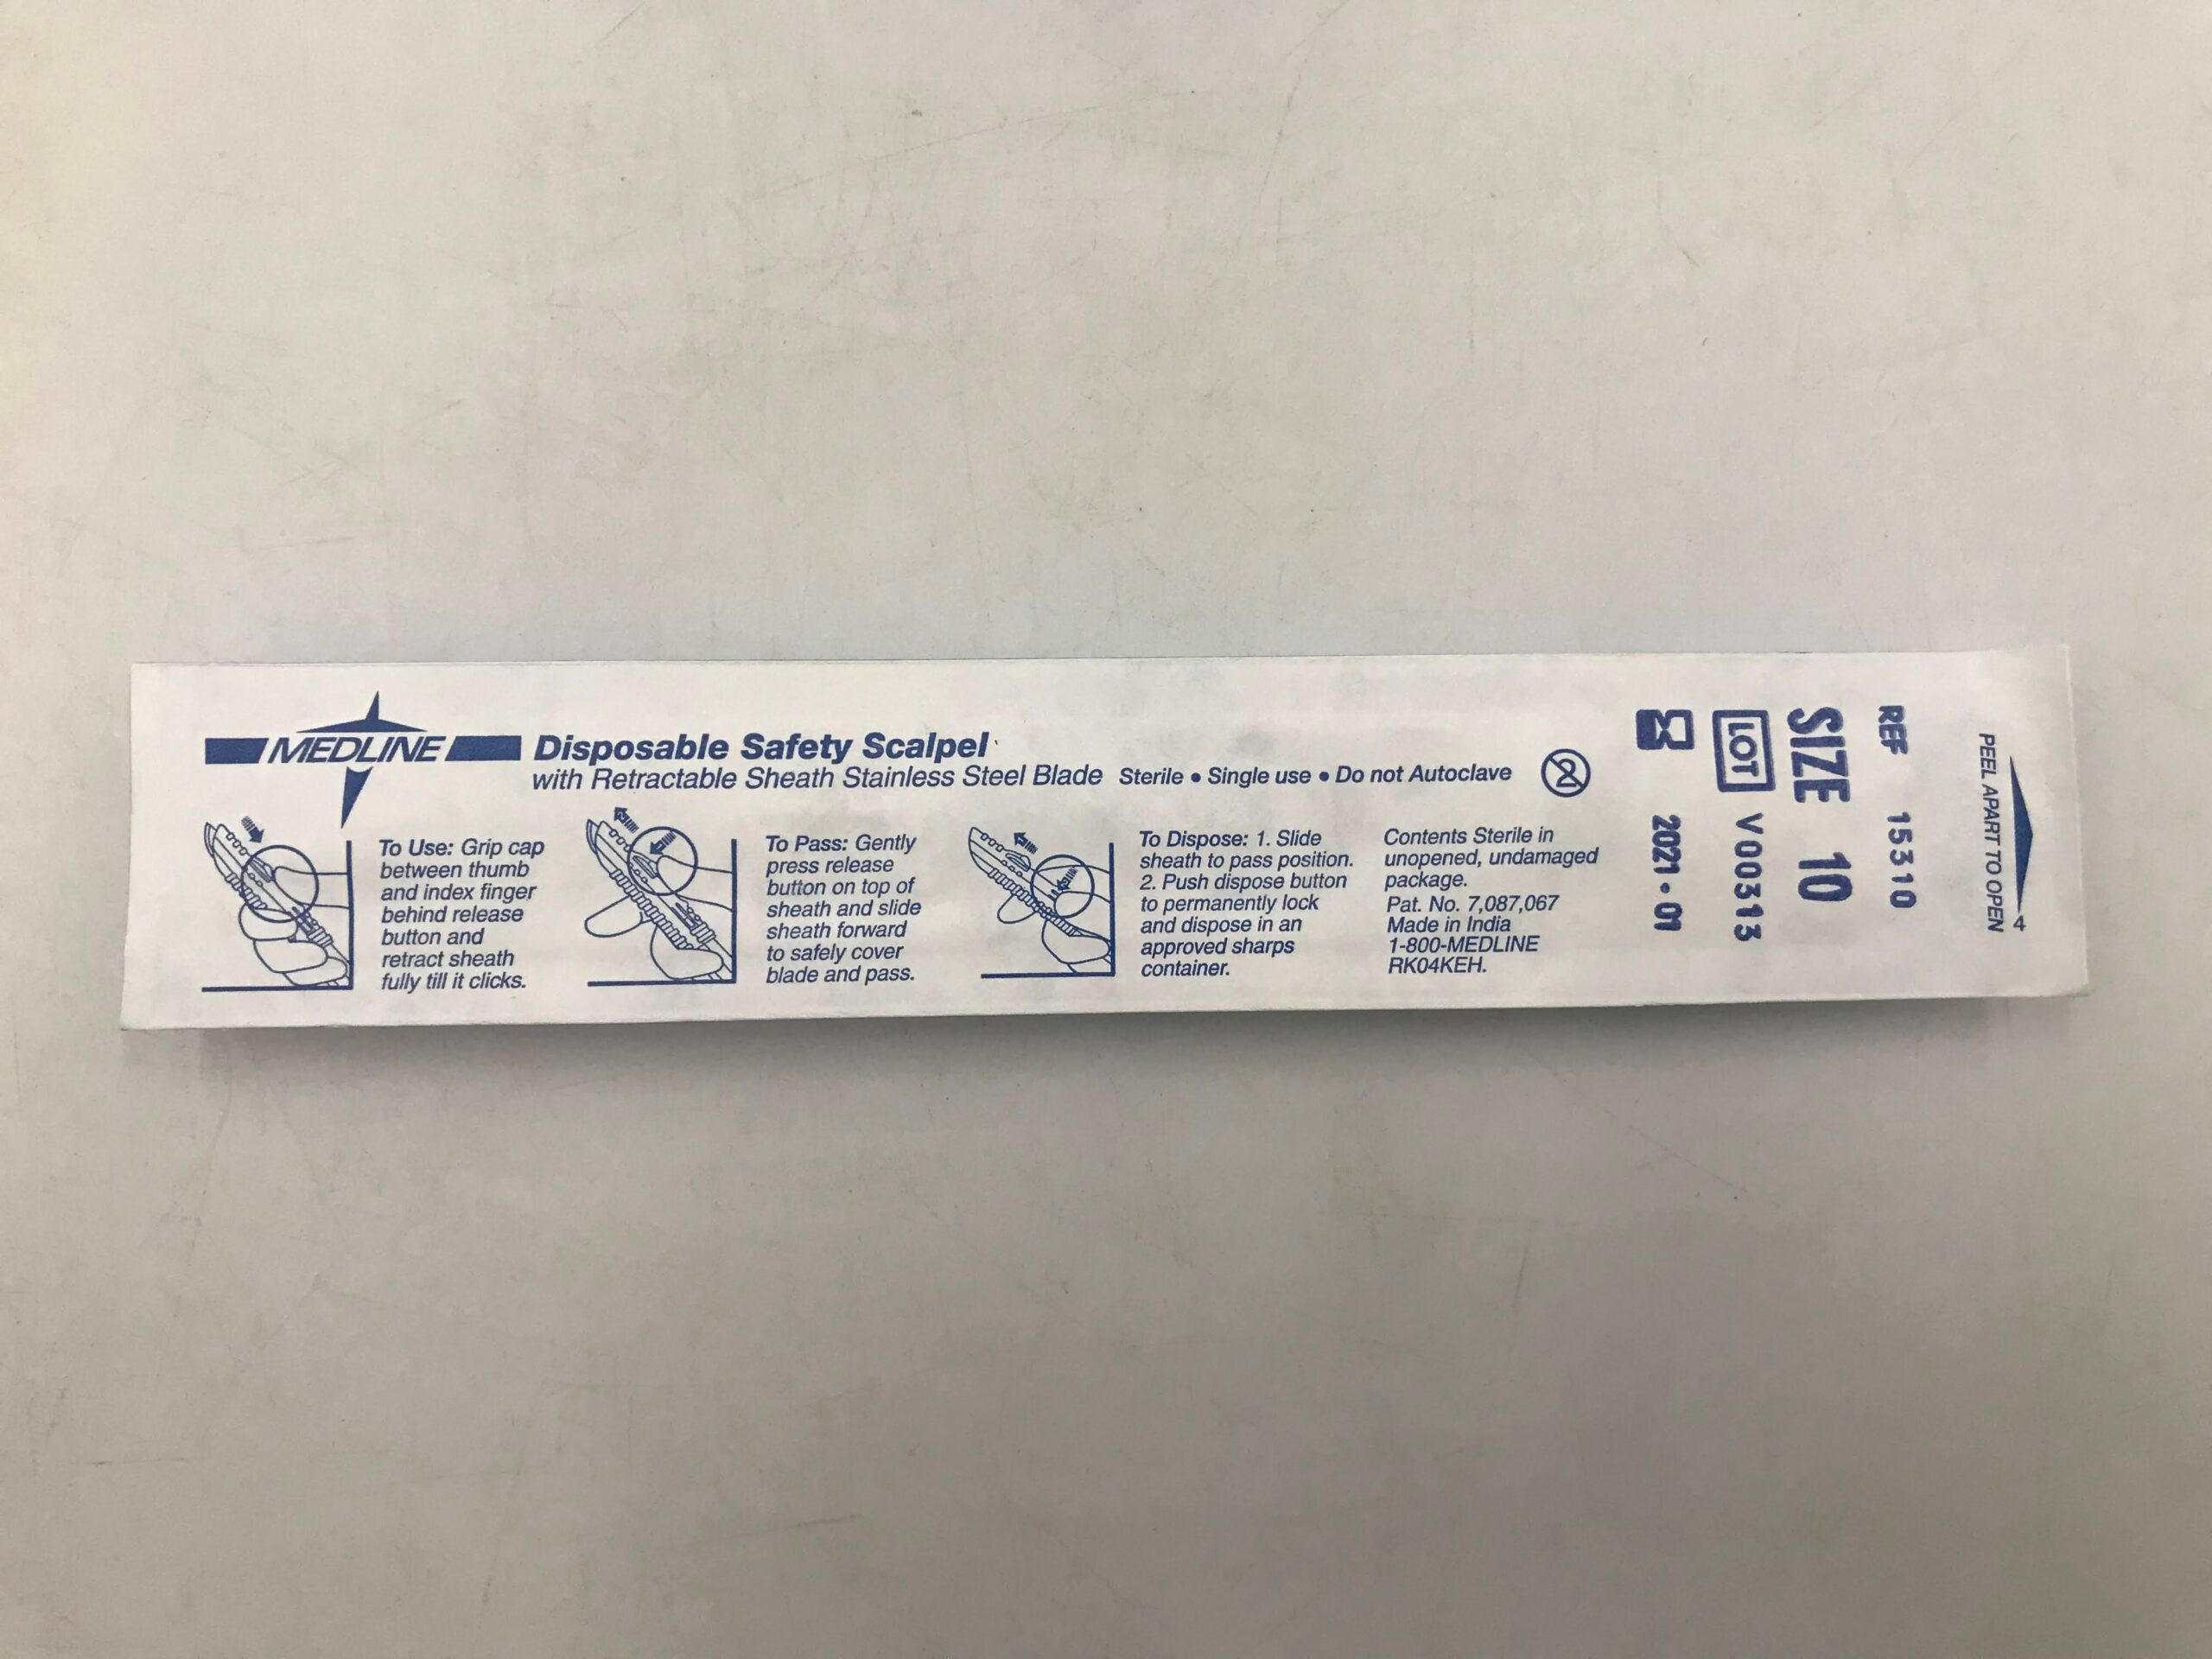 MEDLINE
Disposable Safety Scalpel
with Retractable Sheath Stainless Steel Blade Sterile • Single use • Do not Autoclave
2
To Use: Grip cap
between thumb
and index finger
behind release
button and
retract sheath
fully till it clicks.
To Pass: Gently
press release
button on top of
sheath and slide
sheath forward
to safely cover
blade and pass.
To Dispose: 1. Slide
sheath to pass position.
2. Push dispose button
to permanently lock
and dispose in an
approved sharps
container.
Contents Sterile in
unopened, undamaged
package.
Pat. No. 7,087,067
Made in India
1-800-MEDLINE
RK04KEH.
2021-01
LOT V00313
SIZE 10
REF 15310
PEEL APART TO OPEN
4